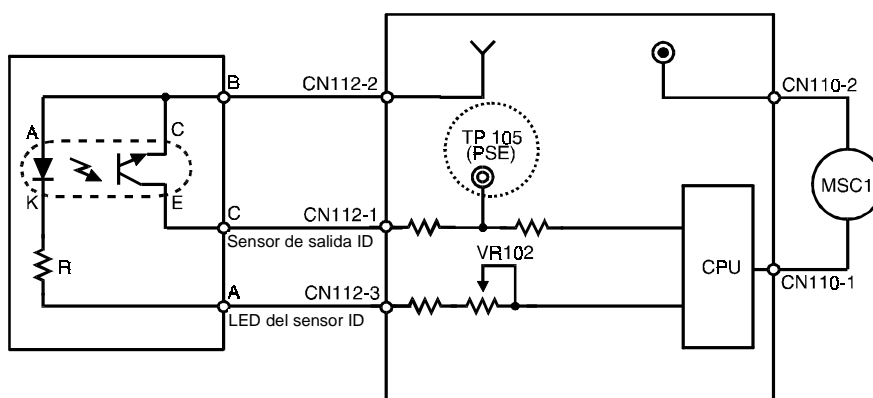 B
CN112-2
CN110-2
A
C
TP 105
(PSE)
MSC1
K
E
C
CN112-1
Sensor de salida ID
R
VR102
CPU
A
CN112-3
CN110-1
LED del sensor ID